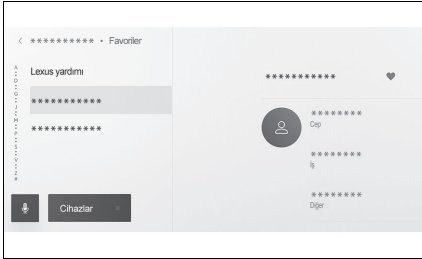 < ********** • Favoriler
A
D
G
J
M
P
S
V
Z
#
Lexus yardımı
***********
***********
Cihazlar
***********
********
Cep
********
İş
********
Diğer